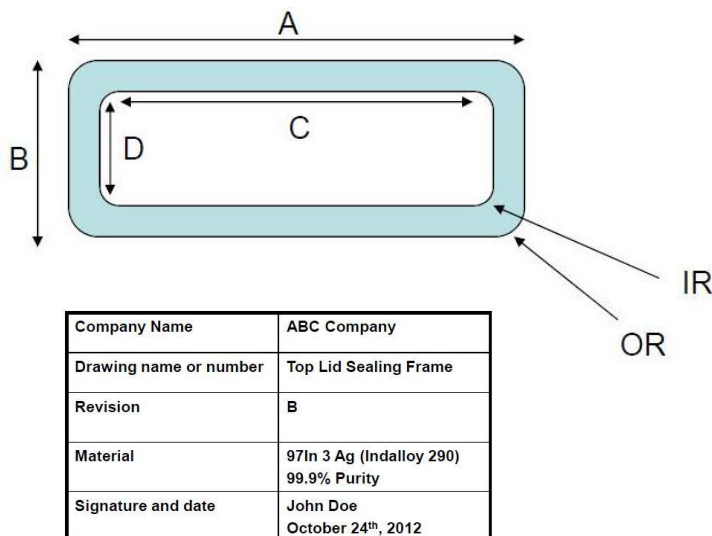 A
B
C
D
IR
OR
Company Name ABC Company
Drawing name or number Top Lid Sealing Frame
Revision B
Material 97In 3 Ag (Indalloy 290)
99.9% Purity
Signature and date John Doe
October 24th, 2012